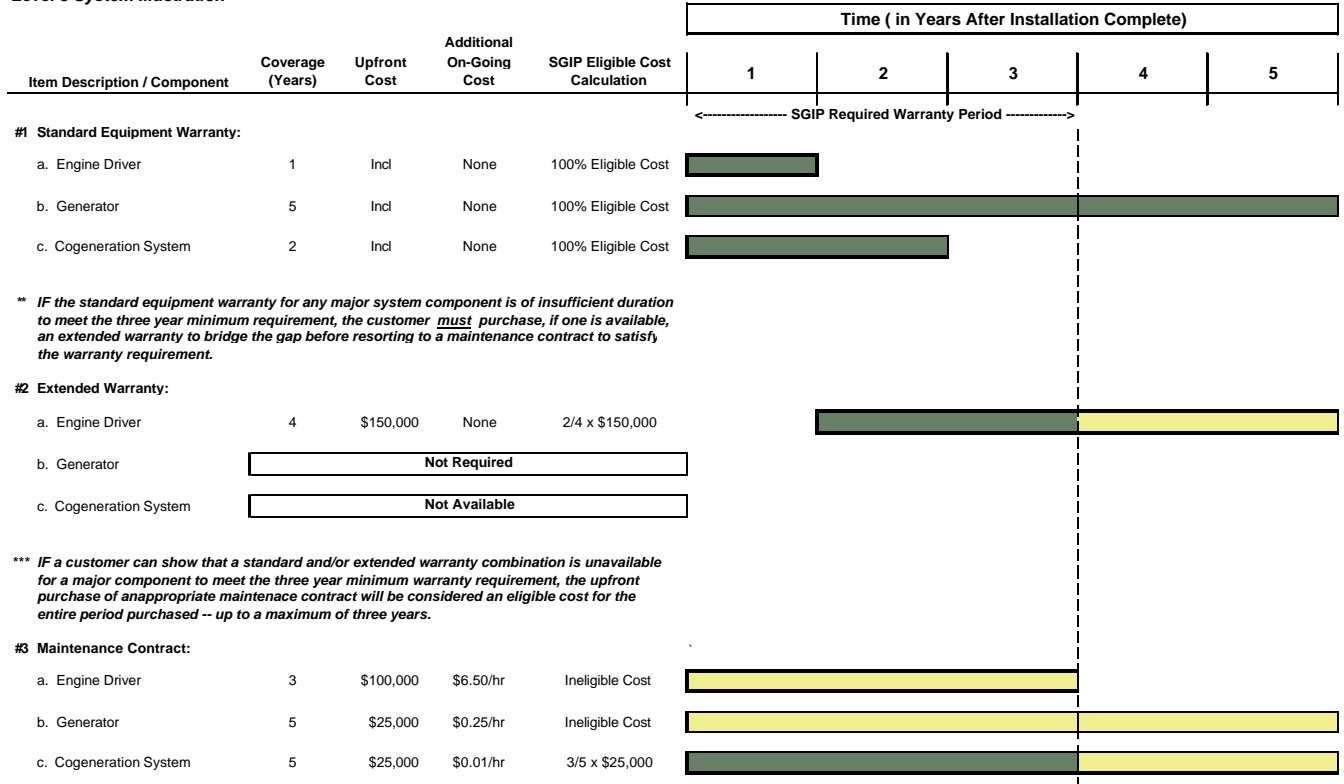 Time ( in Years After Installation Complete)
Additional
Coverage Upfront On-Going SGIP Eligible Cost
Item Description / Component (Years) Cost Cost Calculation 1 2 3 4 5
<------------------ SGIP Required Warranty Period ------------->
#1 Standard Equipment Warranty:
a. Engine Driver 1 Incl None 100% Eligible Cost
b. Generator 5 Incl None 100% Eligible Cost
c. Cogeneration System 2 Incl None 100% Eligible Cost
** IF the standard equipment warranty for any major system component is of insufficient duration
to meet the three year minimum requirement, the customer must purchase, if one is available,
an extended warranty to bridge the gap before resorting to a maintenance contract to satisfy
the warranty requirement.
#2 Extended Warranty:
a. Engine Driver 4 $150,000 None 2/4 x $150,000
b. Generator Not Required
c. Cogeneration System Not Available
*** IF a customer can show that a standard and/or extended warranty combination is unavailable
for a major component to meet the three year minimum warranty requirement, the upfront
purchase of anappropriate maintenace contract will be considered an eligible cost for the
entire period purchased -- up to a maximum of three years.
#3 Maintenance Contract: `
a. Engine Driver 3 $100,000 $6.50/hr Ineligible Cost
b. Generator 5 $25,000 $0.25/hr Ineligible Cost
c. Cogeneration System 5 $25,000 $0.01/hr 3/5 x $25,000